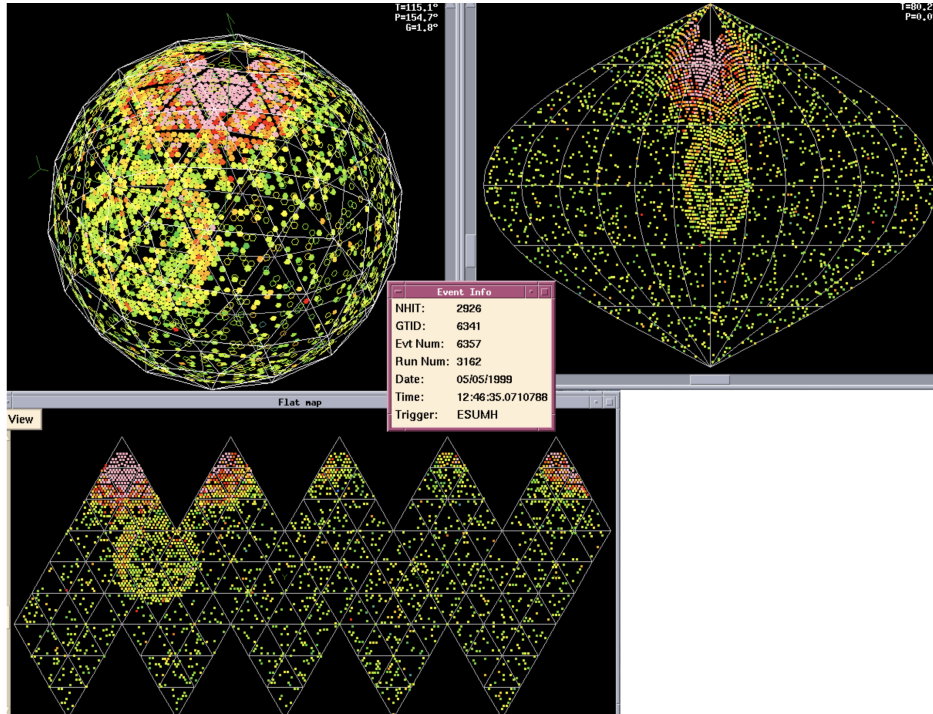 T=115.1°
P=154.7°
G=1.8°
T=80.2
P=0.0
Event Info
NHIT: 2926
GTID: 6341
Evt Num: 6357
Run Num: 3162
Date: 05/05/1999
Time: 12:46:35.0710788
Trigger: ESUMH
Flat map
View